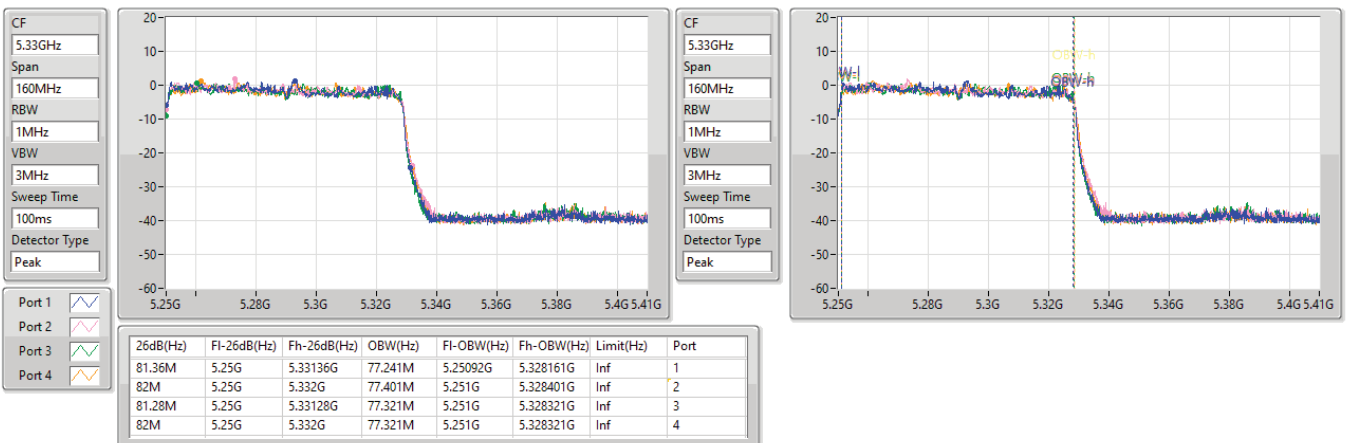 CF
5.33GHz
Span
160MHz
RBW
1MHz
VBW
3MHz
Sweep Time
100ms
Detector Type
Peak
20
10
0
-10
-20
-30
-40
-50
-60
5.25G 5.28G 5.3G 5.32G 5.34G 5.36G 5.38G 5.4G 5.41G
CF
5.33GHz
Span
160MHz
RBW
1MHz
VBW
3MHz
Sweep Time
100ms
Detector Type
Peak
20
10
0
-10
-20
-30
-40
-50
-60
OBW-h
OBW-h
W-l
5.25G 5.28G 5.3G 5.32G 5.34G 5.36G 5.38G 5.4G 5.41G
Port 1
Port 2
Port 3
Port 4
26dB(Hz) Fl-26dB(Hz) Fh-26dB(Hz) OBW(Hz) Fl-OBW(Hz) Fh-OBW(Hz) Limit(Hz) Port
81.36M 5.25G 5.33136G 77.241M 5.25092G 5.328161G Inf 1
82M 5.25G 5.332G 77.401M 5.251G 5.328401G Inf 2
81.28M 5.25G 5.33128G 77.321M 5.251G 5.328321G Inf 3
82M 5.25G 5.332G 77.321M 5.251G 5.328321G Inf 4